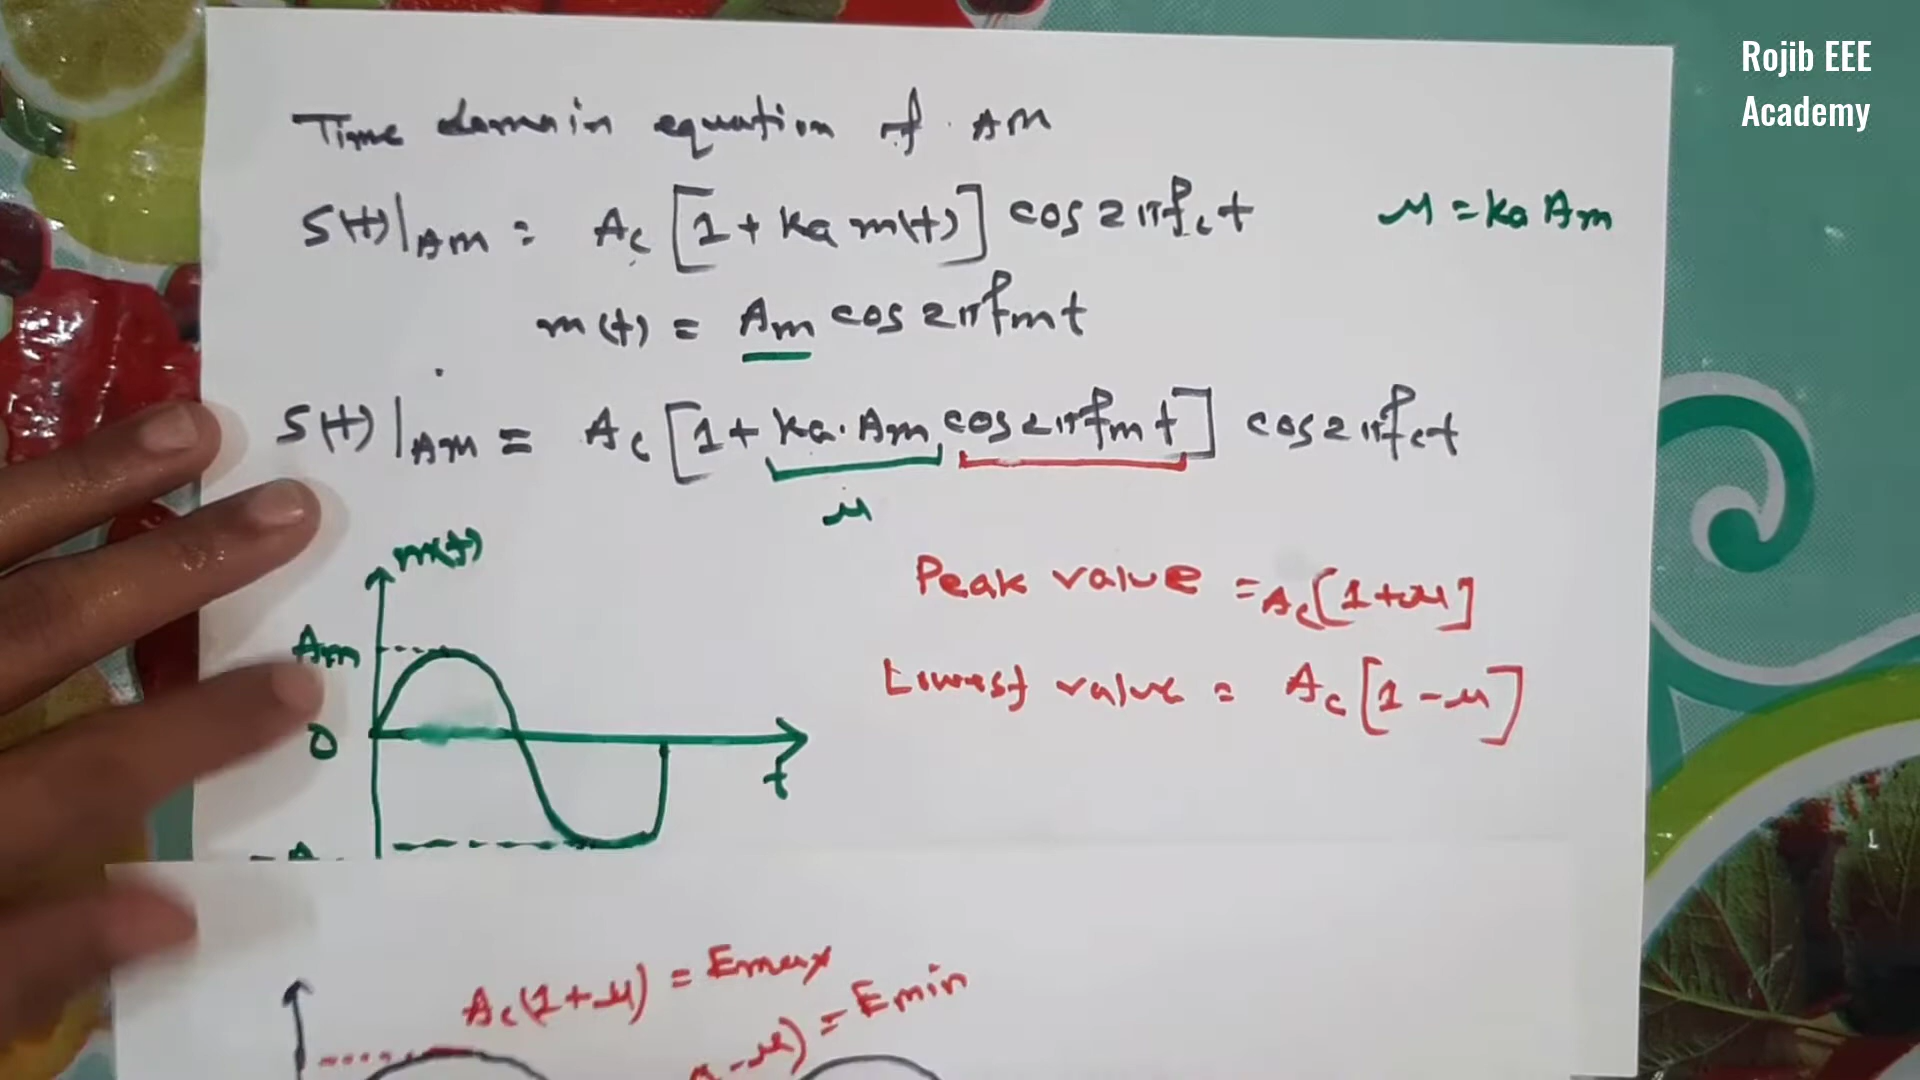 Rojib EEE
Academy
Time domain equation of AM
S(t)|AM = Ac [1 + ka m(t)] cos 2πfct
μ = ka Am
m(t) = Am cos 2πfmt
S(t)|AM = Ac [1 + ka. Am cos 2πfmt] cos 2πfct
μ
m(t)
Am
0
t
Peak value = Ac[1+μ]
Lowest value = Ac[1-μ]
Ac(1+μ) = Emax
-μ) = Emin